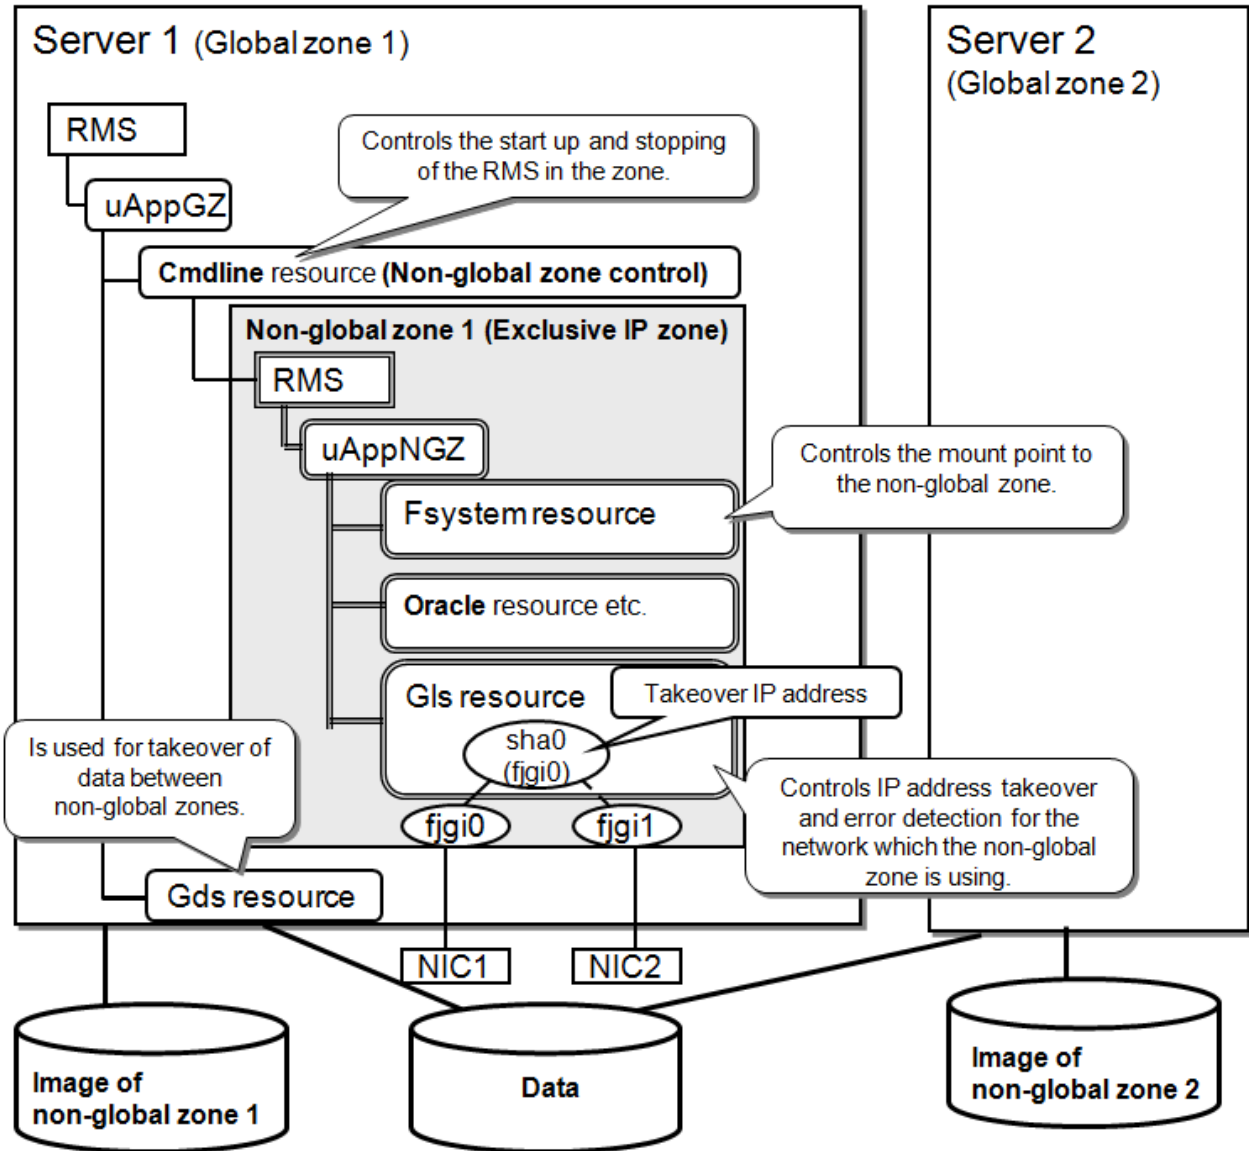 Server 1 (Global zone 1)
Server 2
(Global zone 2)
RMS
Controls the start up and stopping
of the RMS in the zone.
uAppGZ
Cmdline resource (Non-global zone control)
Non-global zone 1 (Exclusive IP zone)
RMS
uAppNGZ
Controls the mount point to
the non-global zone.
Fsystem resource
Oracle resource etc.
Gls resource
Takeover IP address
sha0
(fjgi0)
Is used for takeover of
data between
non-global zones.
Controls IP address takeover
and error detection for the
network which the non-global
zone is using.
fjgi0
fjgi1
Gds resource
NIC1
NIC2
Image of
non-global zone 1
Data
Image of
non-global zone 2